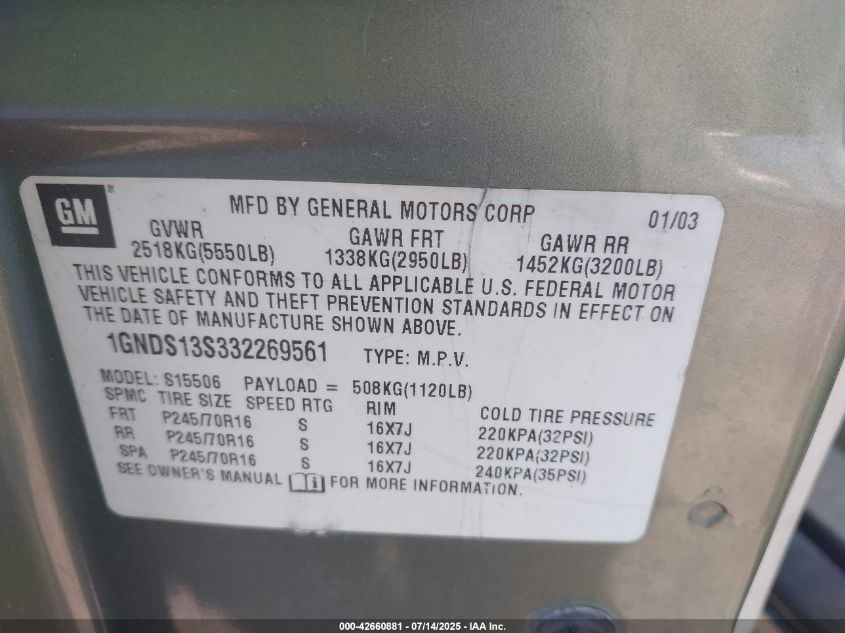 GM® MFD BY GENERAL MOTORS CORP 01/03
GVWR GAWR FRT GAWR RR
2518KG(5550LB) 1338KG(2950LB) 1452KG(3200LB)
THIS VEHICLE CONFORMS TO ALL APPLICABLE U.S. FEDERAL MOTOR
VEHICLE SAFETY AND THEFT PREVENTION STANDARDS IN EFFECT ON
THE DATE OF MANUFACTURE SHOWN ABOVE.
1GNDS13S332269561 TYPE: M.P.V.
MODEL: S15506 PAYLOAD = 508KG(1120LB)
SPMC TIRE SIZE SPEED RTG RIM COLD TIRE PRESSURE
FRT P245/70R16 S 16X7J 220KPA(32PSI)
RR P245/70R16 S 16X7J 220KPA(32PSI)
SPA P245/70R16 S 16X7J 240KPA(35PSI)
SEE OWNER'S MANUAL i FOR MORE INFORMATION.
000-42660881 - 07/14/2025 - IAA Inc.